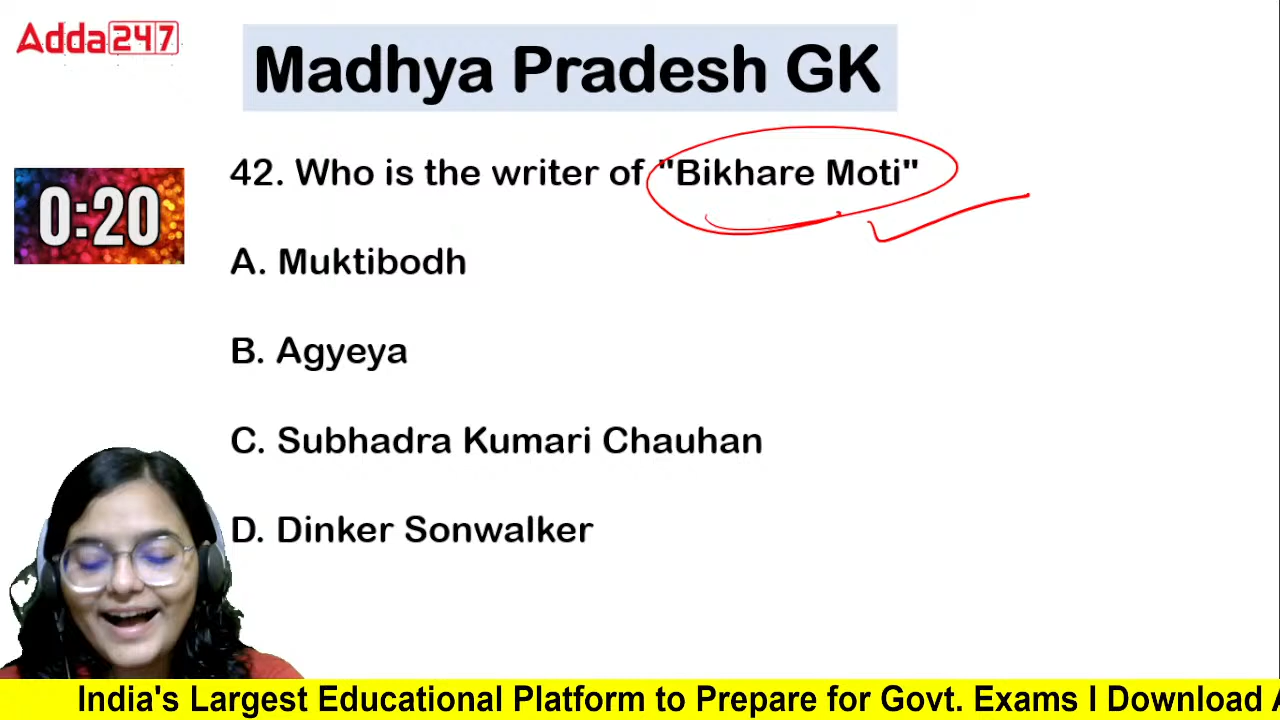 Adda247
Madhya Pradesh GK
42. Who is the writer of "Bikhare Moti"
0:20
A. Muktibodh
B. Agyeya
C. Subhadra Kumari Chauhan
D. Dinker Sonwalker
India's Largest Educational Platform to Prepare for Govt. Exams I Download A